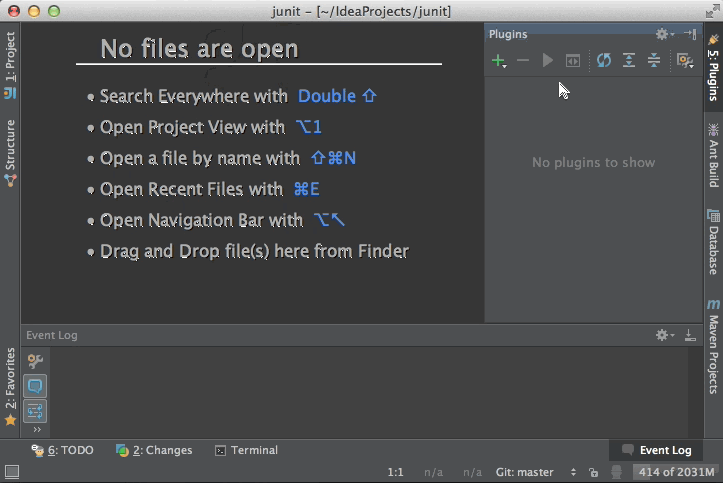 junit - [~/IdeaProjects/junit]
1: Project
Structure
2: Favorites
No files are open
• Search Everywhere with Double ⇧
• Open Project View with ⌥1
• Open a file by name with ⇧⌘N
• Open Recent Files with ⌘E
• Open Navigation Bar with ⌥↖
• Drag and Drop file(s) here from Finder
Plugins
No plugins to show
5: Plugins
Ant Build
Database
m Maven Projects
Event Log
6: TODO
2: Changes
Terminal
Event Log
1:1
n/a
n/a
Git: master
414 of 2031M